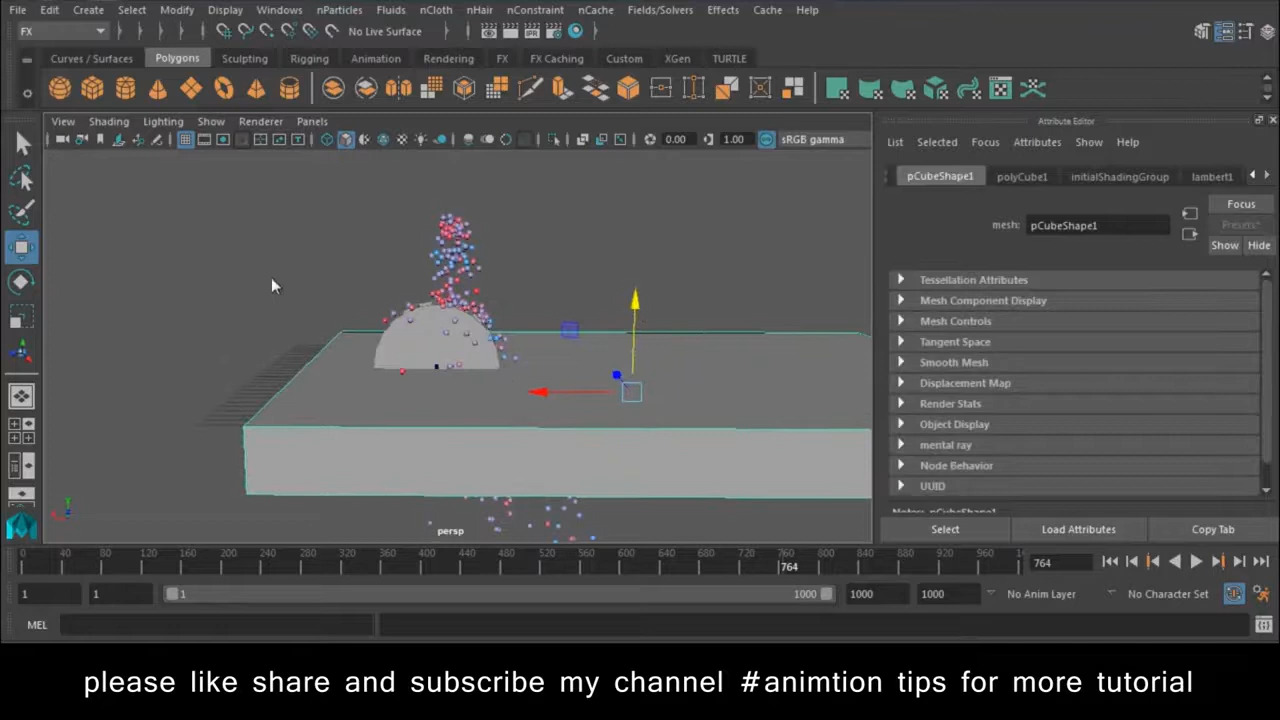 File Edit Create Select Modify Display Windows nParticles Fluids nCloth nHair nConstraint nCache Fields/Solvers Effects Cache Help
FX No Live Surface
Curves / Surfaces Polygons Sculpting Rigging Animation Rendering FX FX Caching Custom XGen TURTLE
View Shading Lighting Show Renderer Panels
Attribute Editor
0.00 1.00 sRGB gamma
List Selected Focus Attributes Show Help
pCubeShape1 polyCube1 initialShadingGroup lambert1
Focus
mesh: pCubeShape1
Presets*
Show Hide
Tessellation Attributes
Mesh Component Display
Mesh Controls
Tangent Space
Smooth Mesh
Displacement Map
Render Stats
Object Display
mental ray
Node Behavior
UUID
Notes: pCubeShape1
persp
Select Load Attributes Copy Tab
0 40 80 120 160 200 240 280 320 360 400 440 480 520 560 600 640 680 720 764 800 840 880 920 960 1
764
1 1 1 1000 1000 1000 No Anim Layer No Character Set
MEL
please like share and subscribe my channel #animtion tips for more tutorial